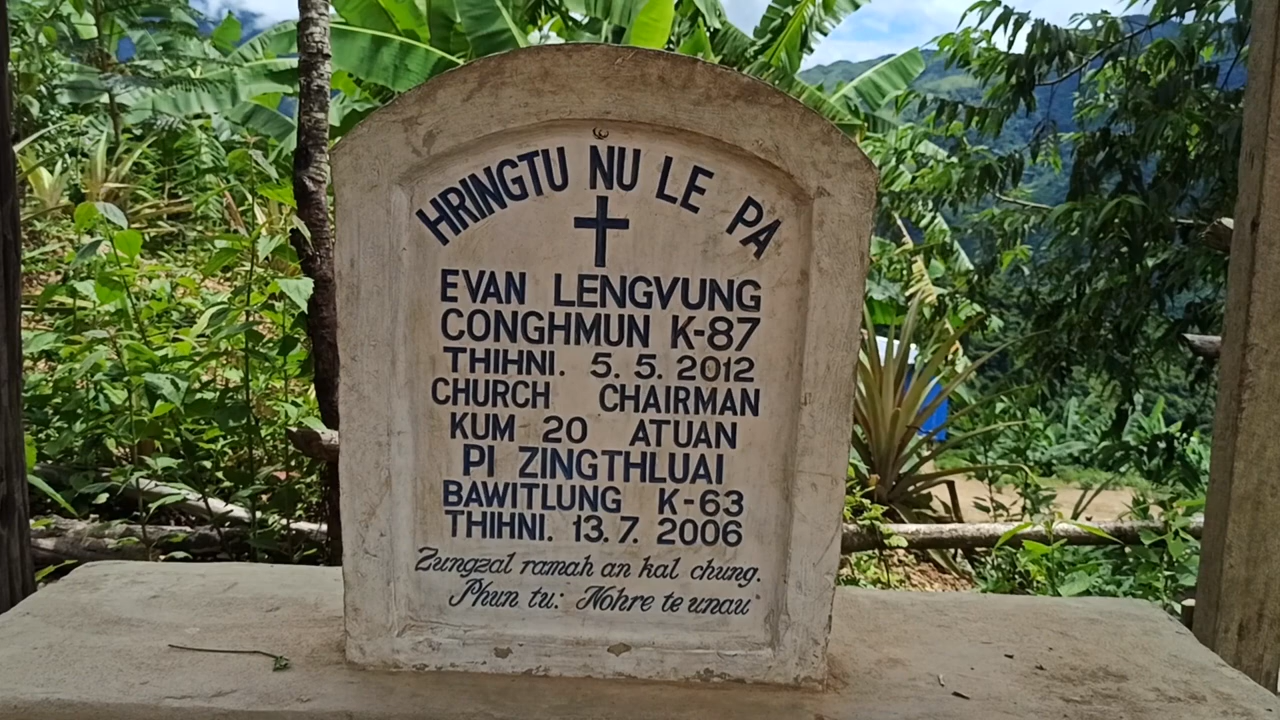 HRINGTU NU LE PA
EVAN LENGVUNG
CONGHMUN K-87
THIHNI. 5. 5. 2012
CHURCH CHAIRMAN
KUM 20 ATUAN
PI ZINGTHLUAI
BAWITLUNG K-63
THIHNI. 13. 7. 2006
Zungzal ramah an kal chung.
Phun tu: Nohre te unau